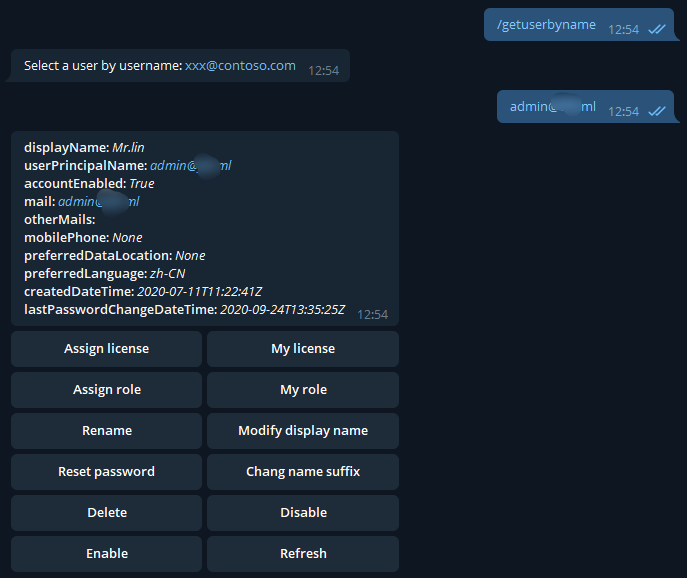 /getuserbyname 12:54
Select a user by username: xxx@contoso.com 12:54
admin@ ml 12:54
displayName: Mr.lin
userPrincipalName: admin@ ml
accountEnabled: True
mail: admin@ ml
otherMails:
mobilePhone: None
preferredDataLocation: None
preferredLanguage: zh-CN
createdDateTime: 2020-07-11T11:22:41Z
lastPasswordChangeDateTime: 2020-09-24T13:35:25Z 12:54
Assign license My license
Assign role My role
Rename Modify display name
Reset password Chang name suffix
Delete Disable
Enable Refresh